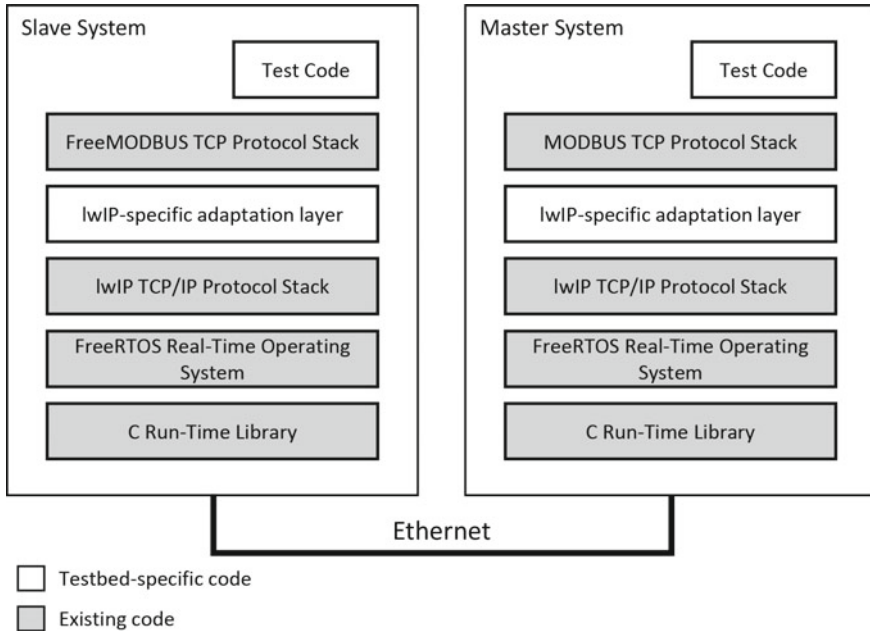 Slave System
Test Code
FreeMODBUS TCP Protocol Stack
lwIP-specific adaptation layer
lwIP TCP/IP Protocol Stack
FreeRTOS Real-Time Operating
System
C Run-Time Library
Master System
Test Code
MODBUS TCP Protocol Stack
lwIP-specific adaptation layer
lwIP TCP/IP Protocol Stack
FreeRTOS Real-Time Operating
System
C Run-Time Library
Ethernet
Testbed-specific code
Existing code